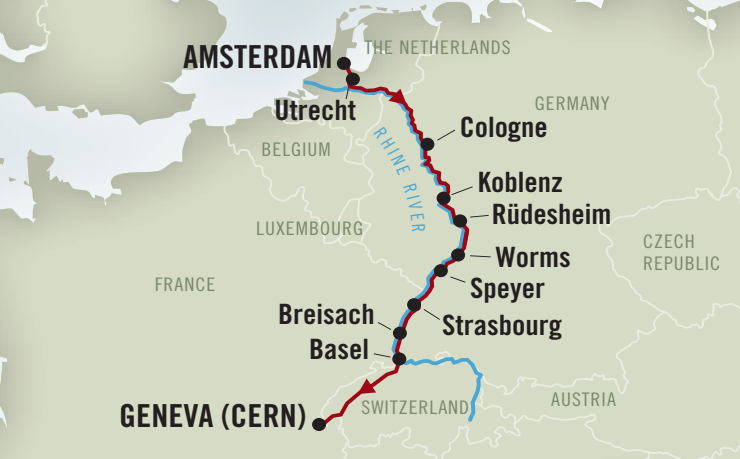 AMSTERDAM
THE NETHERLANDS
Utrecht
GERMANY
Cologne
BELGIUM
RHINE RIVER
Koblenz
Rüdesheim
LUXEMBOURG
Worms
CZECH
REPUBLIC
Speyer
FRANCE
Breisach
Strasbourg
Basel
GENEVA (CERN)
SWITZERLAND
AUSTRIA